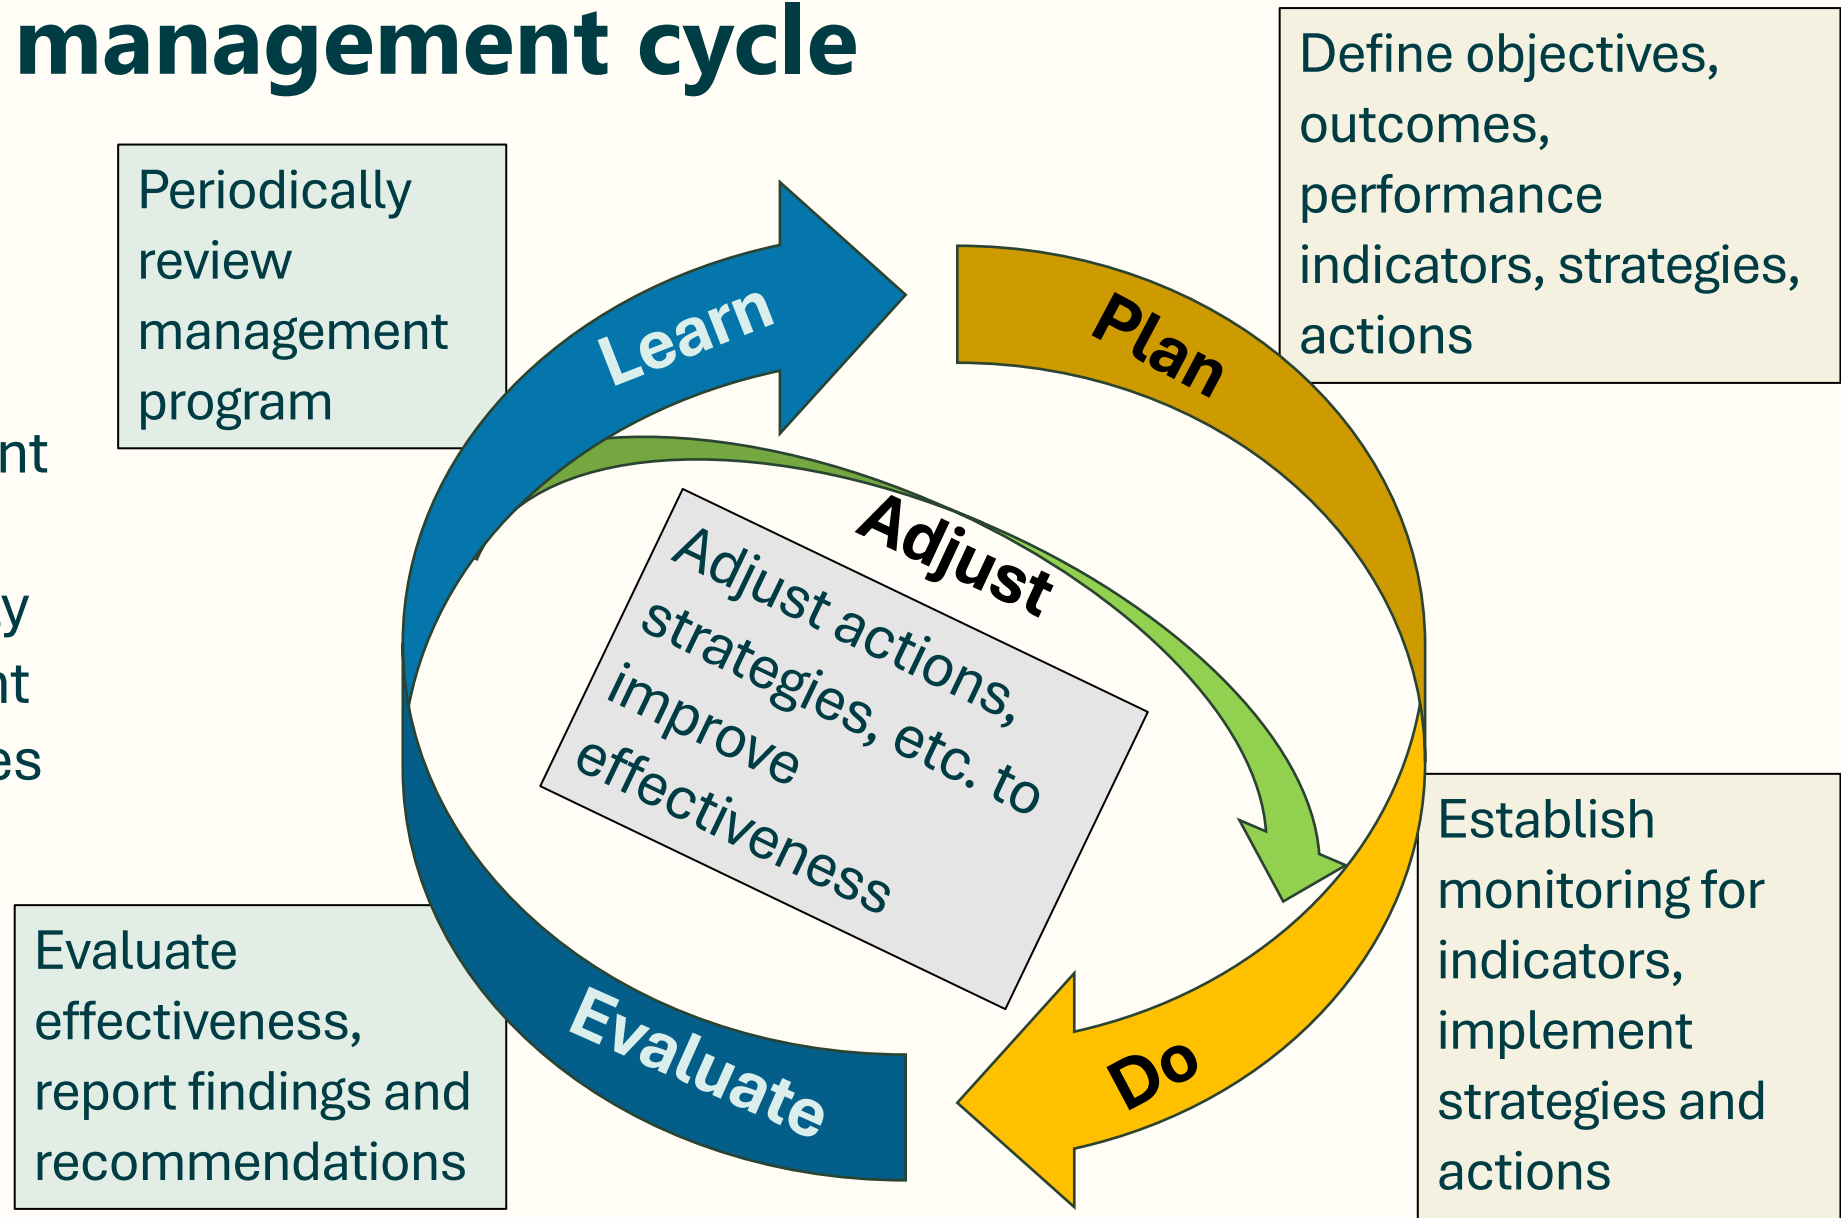 management cycle
Define objectives,
outcomes,
performance
indicators, strategies,
actions
Periodically
review
management
program
Learn
Plan
Adjust
Adjust actions,
strategies, etc. to
improve
effectiveness
Establish
monitoring for
indicators,
implement
strategies and
actions
Do
Evaluate
Evaluate
effectiveness,
report findings and
recommendations